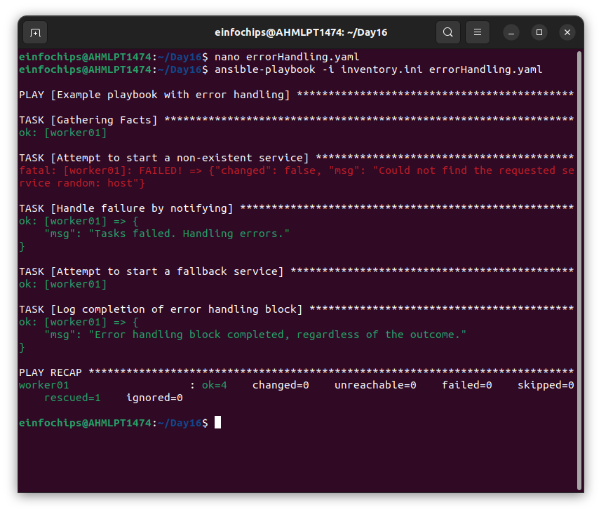 einfochips@AHMLPT1474: ~/Day16
einfochips@AHMLPT1474:~/Day16$ nano errorHandling.yaml
einfochips@AHMLPT1474:~/Day16$ ansible-playbook -i inventory.ini errorHandling.yaml
PLAY [Example playbook with error handling] ********************************************
TASK [Gathering Facts] *****************************************************************
ok: [worker01]
TASK [Attempt to start a non-existent service] *****************************************
fatal: [worker01]: FAILED! => {"changed": false, "msg": "Could not find the requested se
rvice random: host"}
TASK [Handle failure by notifying] *****************************************************
ok: [worker01] => {
    "msg": "Tasks failed. Handling errors."
}
TASK [Attempt to start a fallback service] *********************************************
ok: [worker01]
TASK [Log completion of error handling block] ******************************************
ok: [worker01] => {
    "msg": "Error handling block completed, regardless of the outcome."
}
PLAY RECAP *****************************************************************************
worker01                   : ok=4    changed=0    unreachable=0    failed=0    skipped=0
    rescued=1    ignored=0
einfochips@AHMLPT1474:~/Day16$